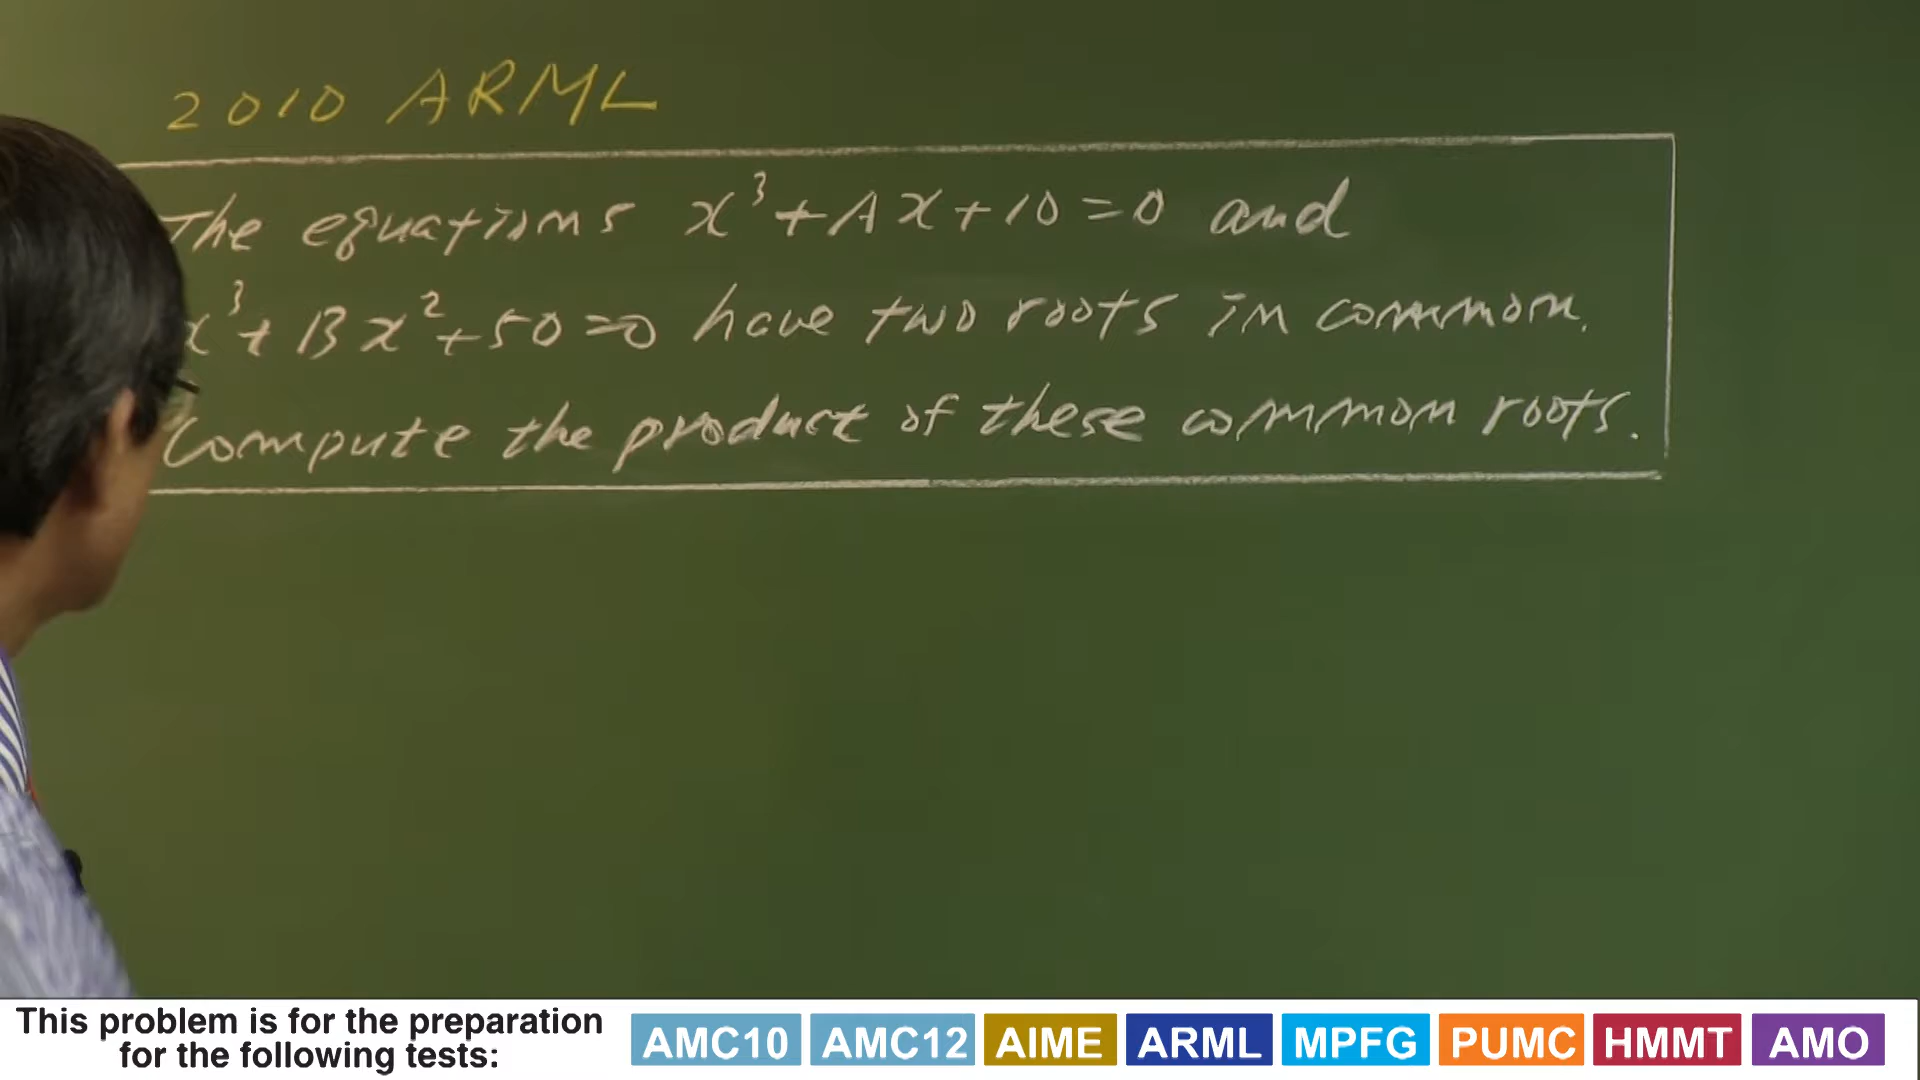 2010 ARML
The equations x³+Ax+10=0 and
x³+Bx²+50=0 have two roots in common.
Compute the product of these common roots.
This problem is for the preparation
for the following tests:
AMC10 AMC12 AIME ARML MPFG PUMC HMMT AMO